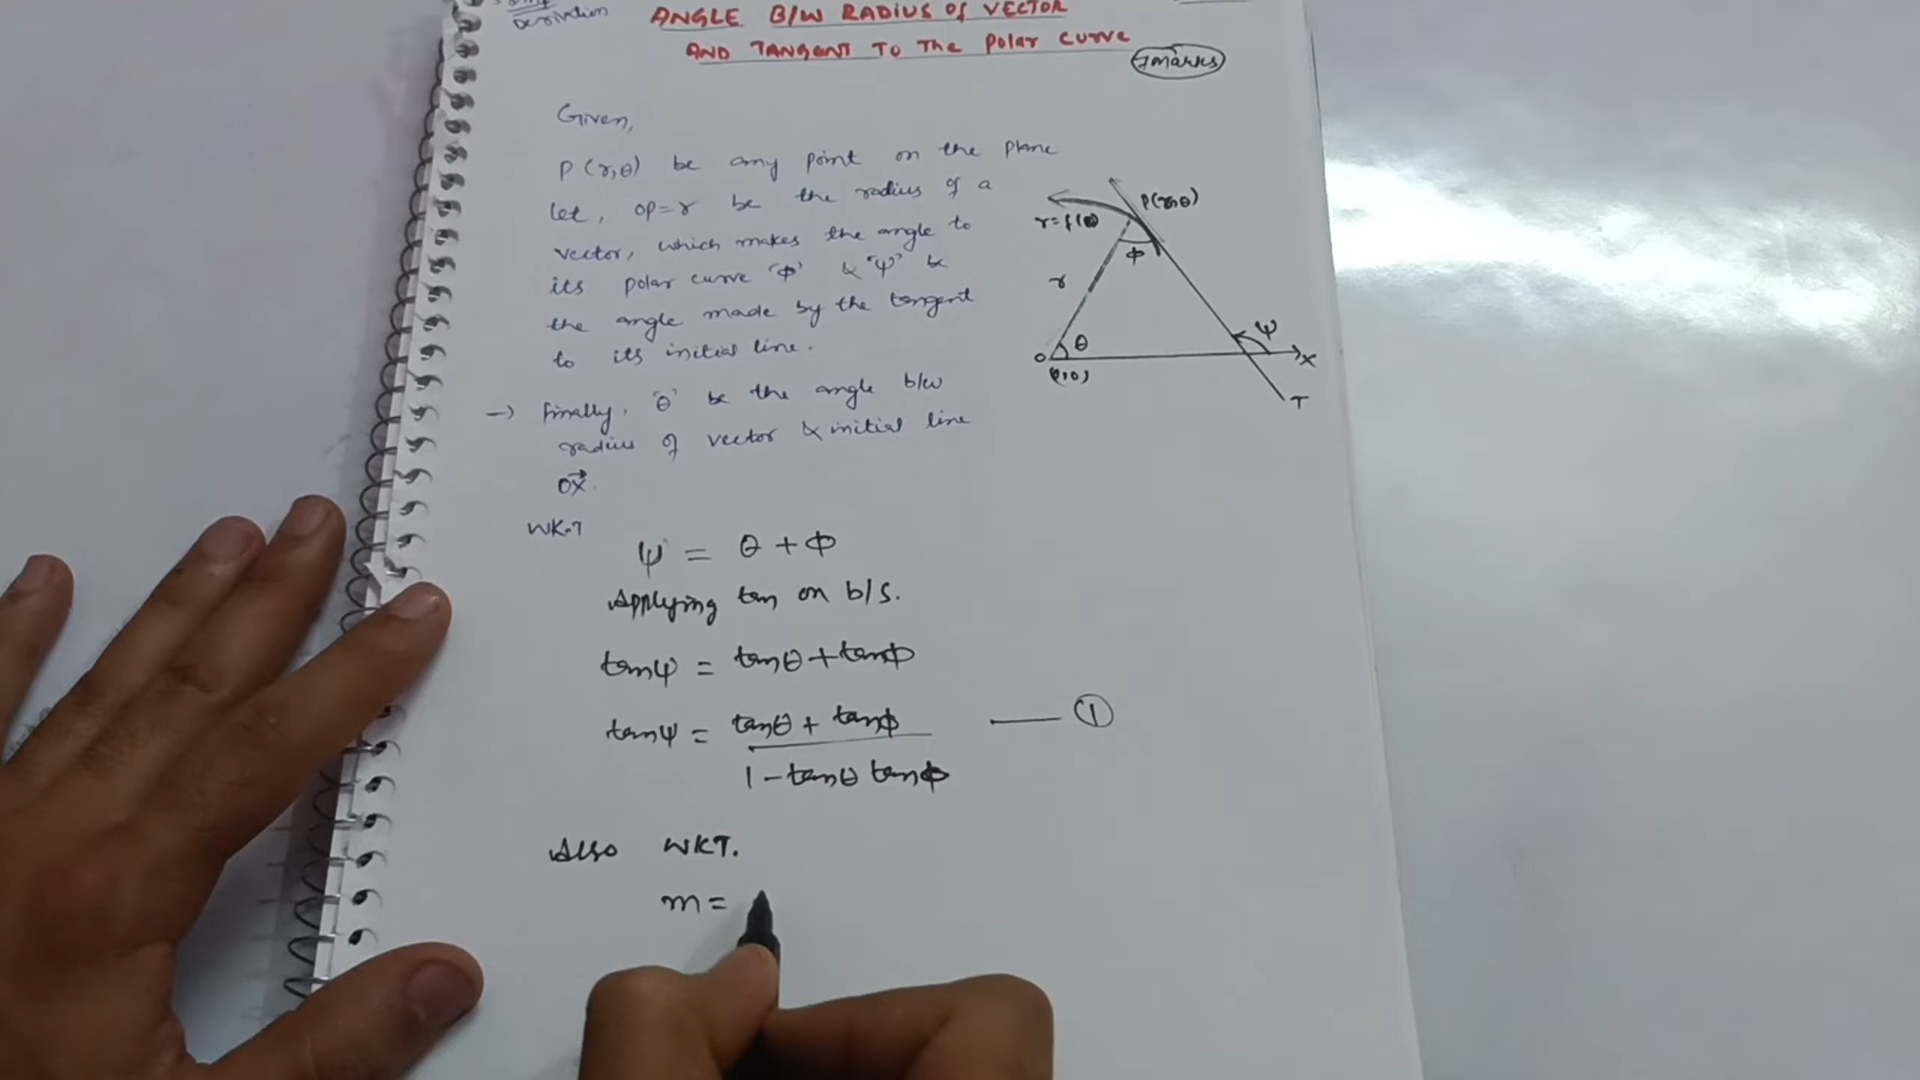 Derivation
ANGLE B/W RADIUS OF VECTOR
AND TANGENT TO THE POLAR CURVE
7marks
Given,
P(r,θ) be any point on the plane
let, OP=r be the radius of a
vector, which makes the angle to
its polar curve 'ϕ' & 'ψ' be
the angle made by the tangent
to its initial line.
→ Finally, 'θ' be the angle b/w
radius of vector & initial line
OX⃗.
P(r,θ)
r=f(θ)
ϕ
r
θ
ψ
O
X
(0,0)
T
WK.T
ψ = θ + ϕ
Applying tan on b/s.
tanψ = tanθ + tanϕ
tanψ = tanθ + tanϕ —— ①
1 - tanθ tanϕ
Also WKT.
m =